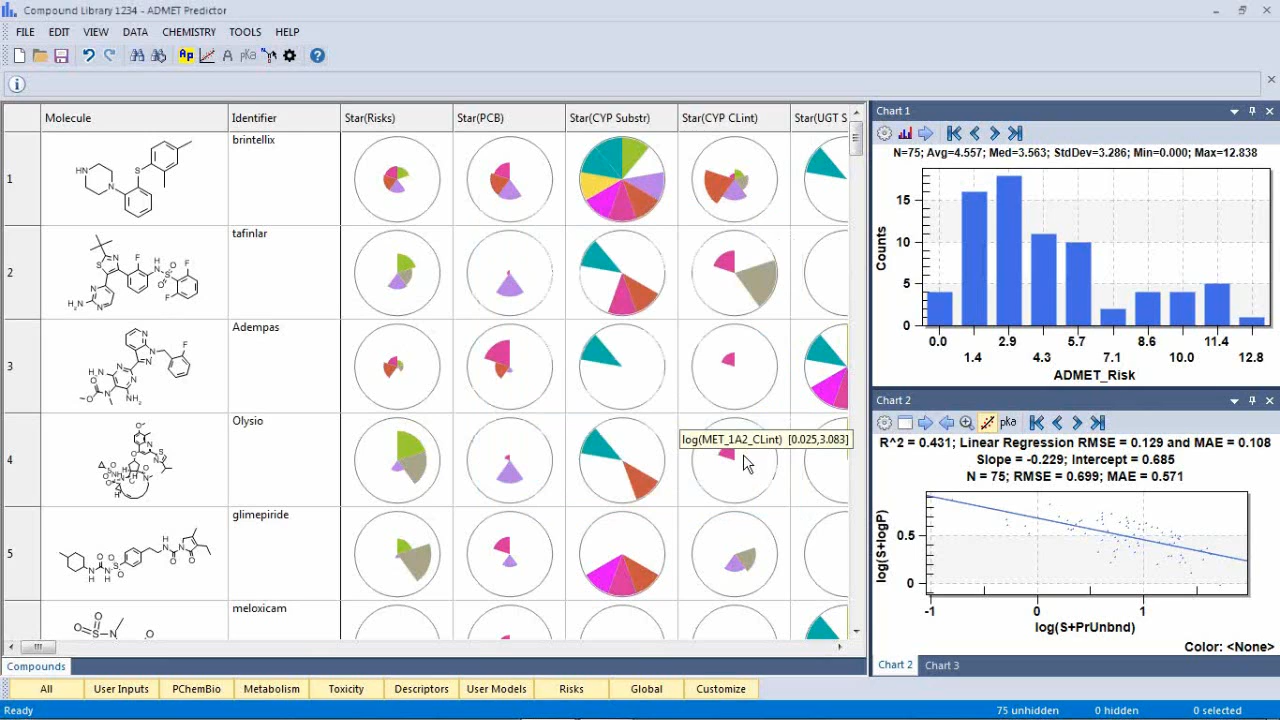 Compound Library 1234 - ADMET Predictor
FILE EDIT VIEW DATA CHEMISTRY TOOLS HELP
Molecule Identifier Star(Risks) Star(PCB) Star(CYP Substr) Star(CYP CLint) Star(UGT S
1 brintellix
2 tafinlar
3 Adempas
4 Olysio
log(MET_1A2_CLint) [0.025,3.083]
5 glimepiride
meloxicam
Compounds
All User Inputs PChemBio Metabolism Toxicity Descriptors User Models Risks Global Customize
Ready
75 unhidden 0 hidden 0 selected
Chart 1
N=75; Avg=4.557; Med=3.563; StdDev=3.286; Min=0.000; Max=12.838
Counts
15
10
5
0
0.0 2.9 5.7 8.6 11.4
1.4 4.3 7.1 10.0 12.8
ADMET_Risk
Chart 2
pKa
R^2 = 0.431; Linear Regression RMSE = 0.129 and MAE = 0.108
Slope = -0.229; Intercept = 0.685
N = 75; RMSE = 0.699; MAE = 0.571
log(S+logP)
0.5
0
-1 0 1
log(S+PrUnbnd)
Color: <None>
Chart 2 Chart 3